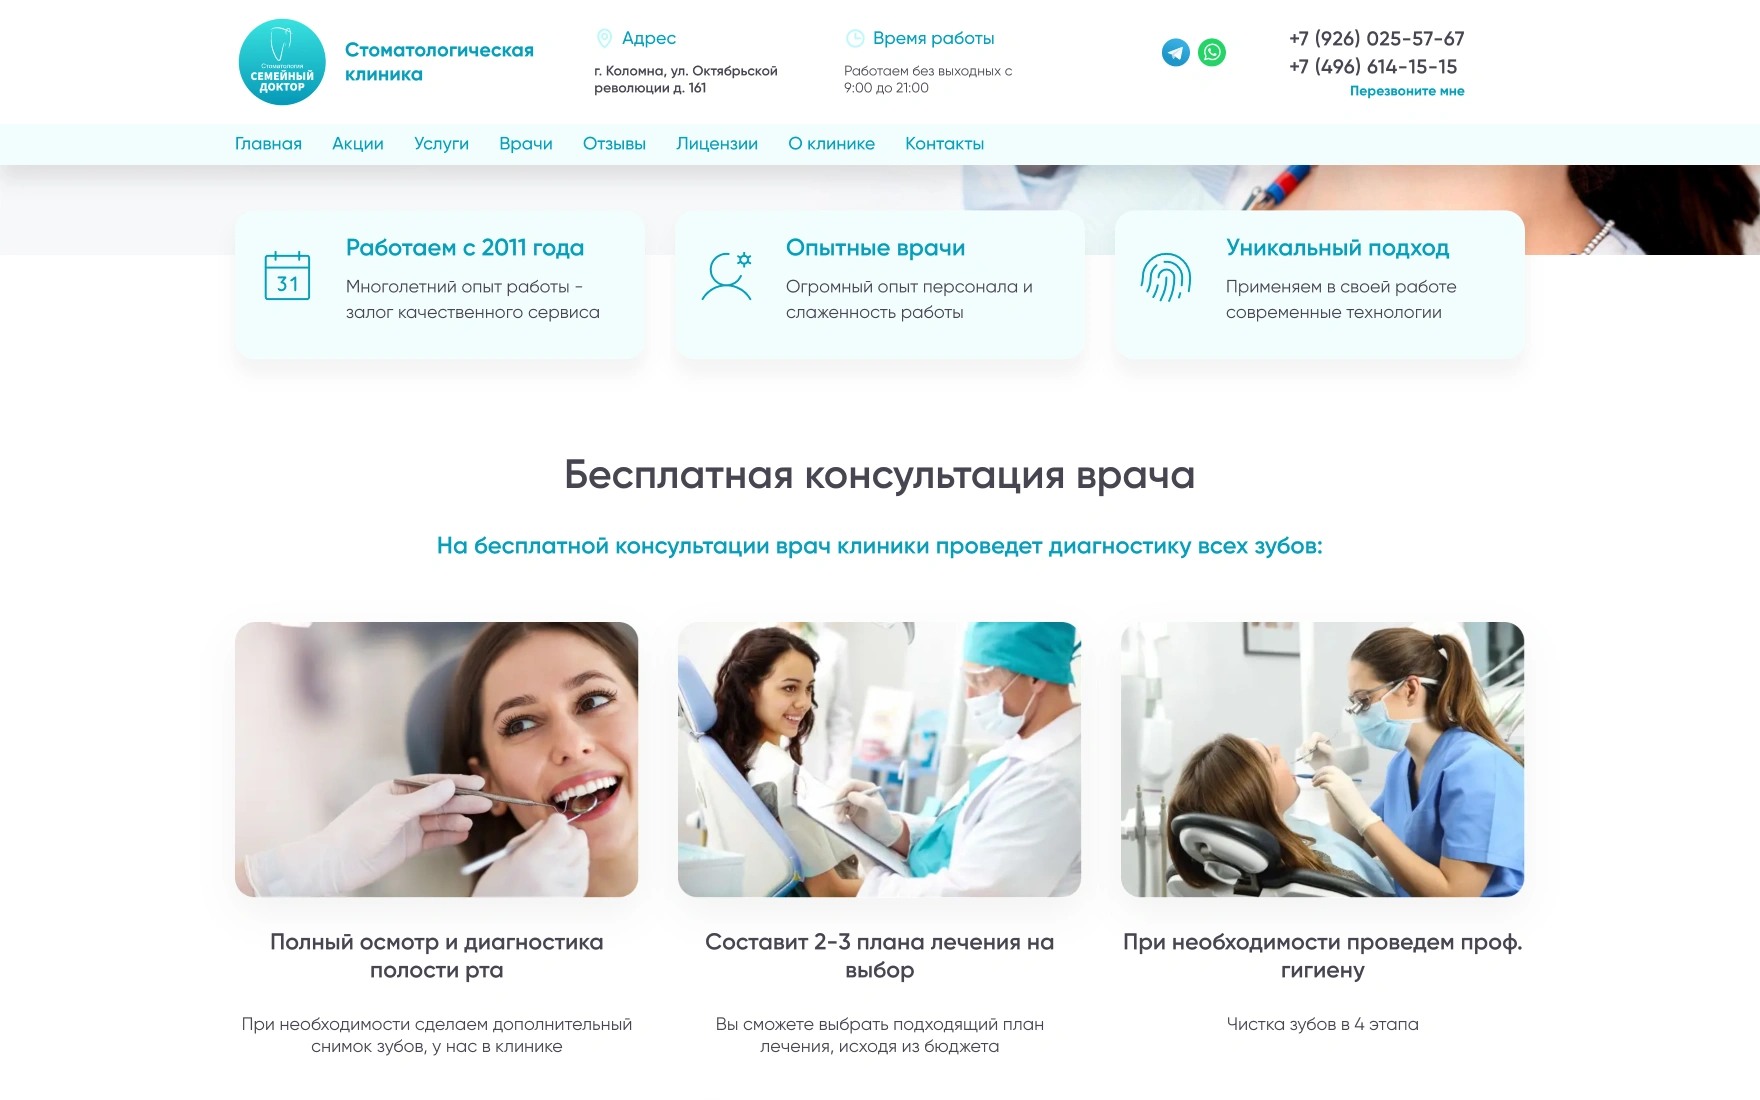 Стоматология
СЕМЕЙНЫЙ
ДОКТОР
Стоматологическая
клиника
Адрес
г. Коломна, ул. Октябрьской
революции д. 161
Время работы
Работаем без выходных с
9:00 до 21:00
+7 (926) 025-57-67
+7 (496) 614-15-15
Перезвоните мне
Главная Акции Услуги Врачи Отзывы Лицензии О клинике Контакты
31
Работаем с 2011 года
Многолетний опыт работы -
залог качественного сервиса
Опытные врачи
Огромный опыт персонала и
слаженность работы
Уникальный подход
Применяем в своей работе
современные технологии
Бесплатная консультация врача
На бесплатной консультации врач клиники проведет диагностику всех зубов:
Полный осмотр и диагностика
полости рта
При необходимости сделаем дополнительный
снимок зубов, у нас в клинике
Составит 2-3 плана лечения на
выбор
Вы сможете выбрать подходящий план
лечения, исходя из бюджета
При необходимости проведем проф.
гигиену
Чистка зубов в 4 этапа